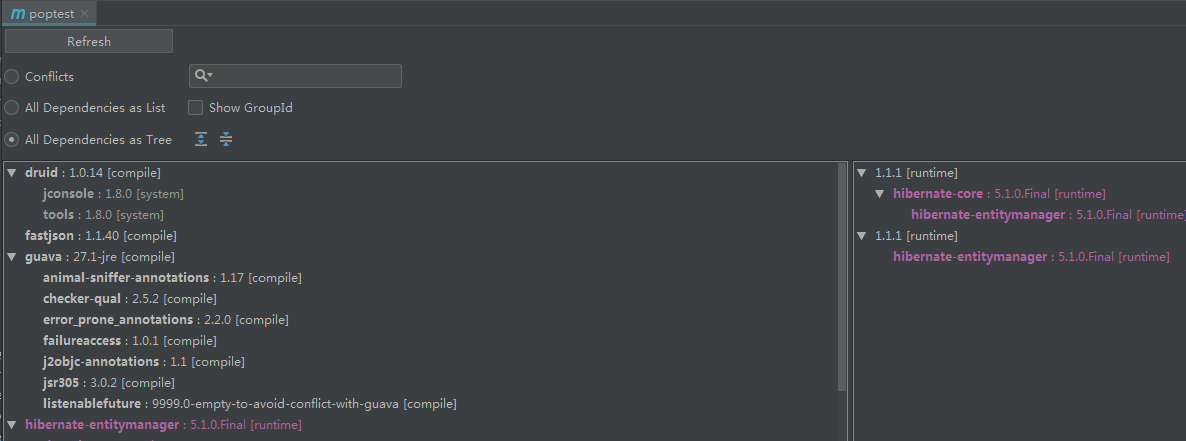 m poptest
Refresh
Conflicts
All Dependencies as List Show GroupId
All Dependencies as Tree
druid : 1.0.14 [compile]
jconsole : 1.8.0 [system]
tools : 1.8.0 [system]
fastjson : 1.1.40 [compile]
guava : 27.1-jre [compile]
animal-sniffer-annotations : 1.17 [compile]
checker-qual : 2.5.2 [compile]
error_prone_annotations : 2.2.0 [compile]
failureaccess : 1.0.1 [compile]
j2objc-annotations : 1.1 [compile]
jsr305 : 3.0.2 [compile]
listenablefuture : 9999.0-empty-to-avoid-conflict-with-guava [compile]
hibernate-entitymanager : 5.1.0.Final [runtime]
1.1.1 [runtime]
hibernate-core : 5.1.0.Final [runtime]
hibernate-entitymanager : 5.1.0.Final [runtime]
1.1.1 [runtime]
hibernate-entitymanager : 5.1.0.Final [runtime]